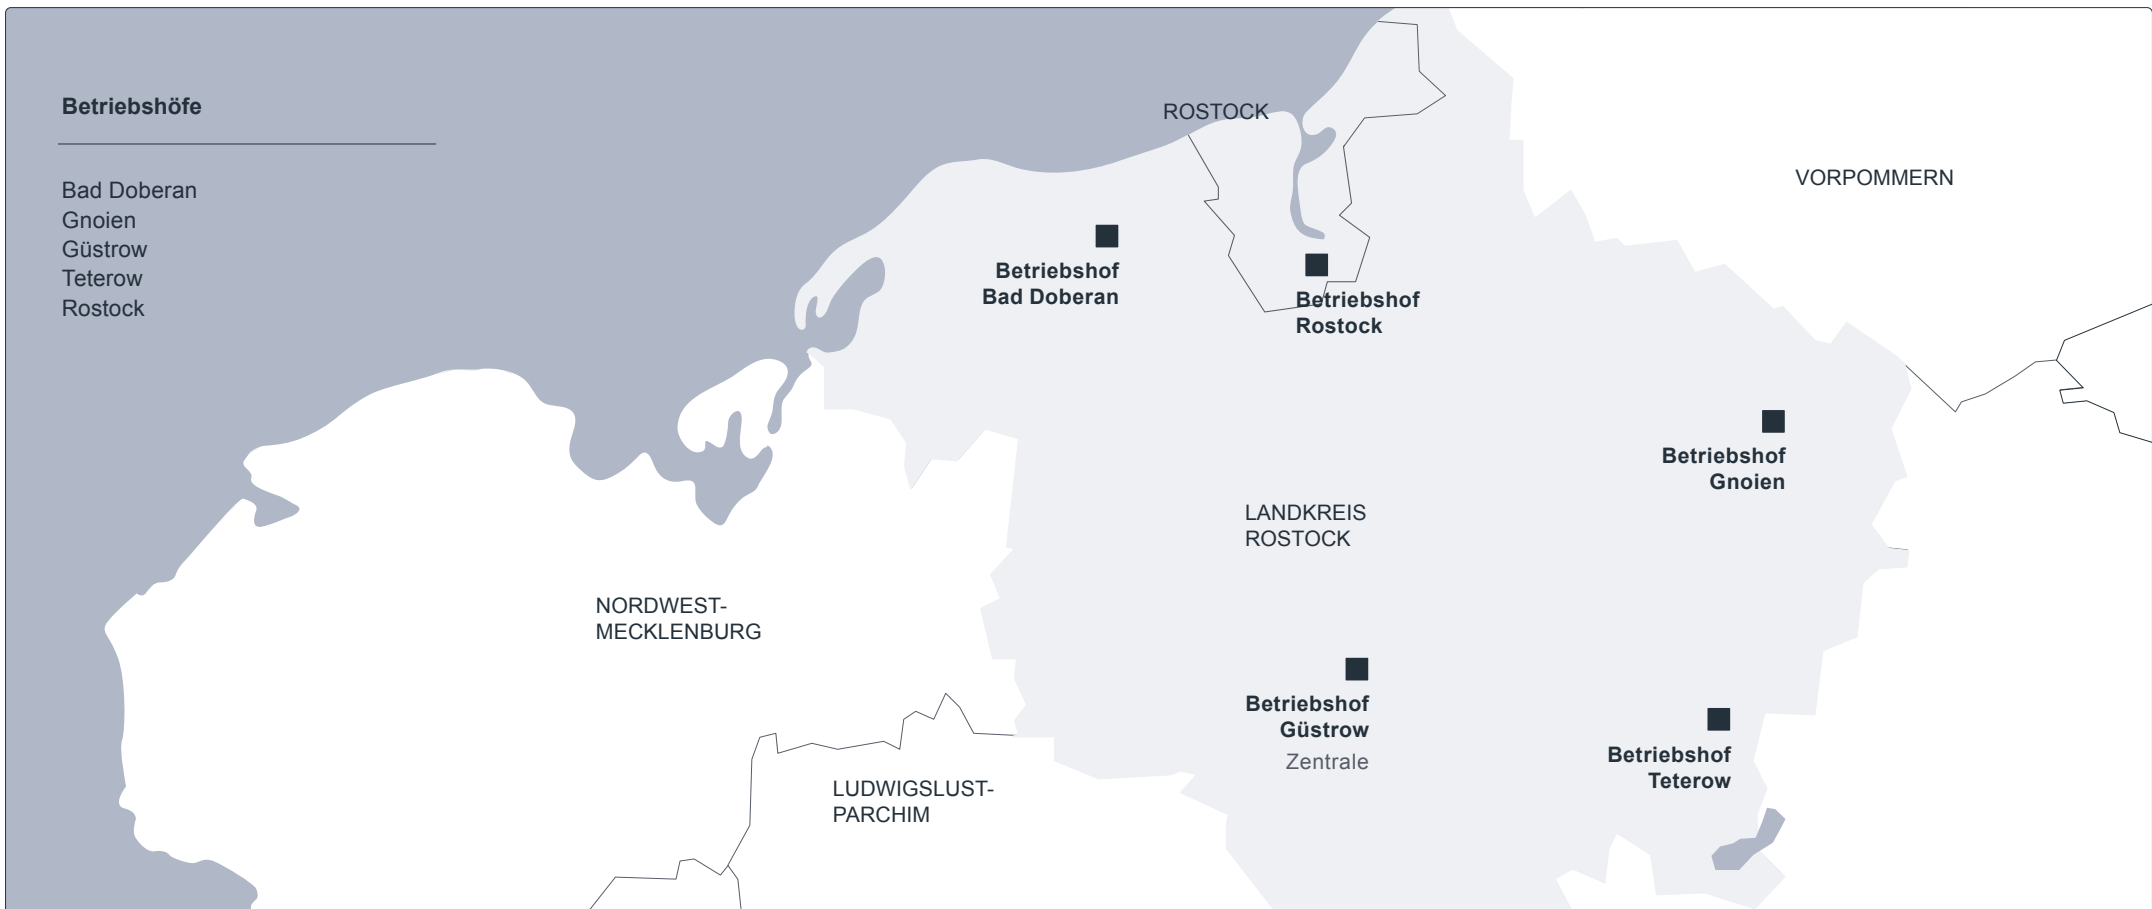 Betriebshöfe
Bad Doberan
Gnoien
Güstrow
Teterow
Rostock
ROSTOCK
VORPOMMERN
Betriebshof
Bad Doberan
Betriebshof
Rostock
Betriebshof
Gnoien
LANDKREIS
ROSTOCK
NORDWEST-
MECKLENBURG
Betriebshof
Güstrow
Zentrale
Betriebshof
Teterow
LUDWIGSLUST-
PARCHIM